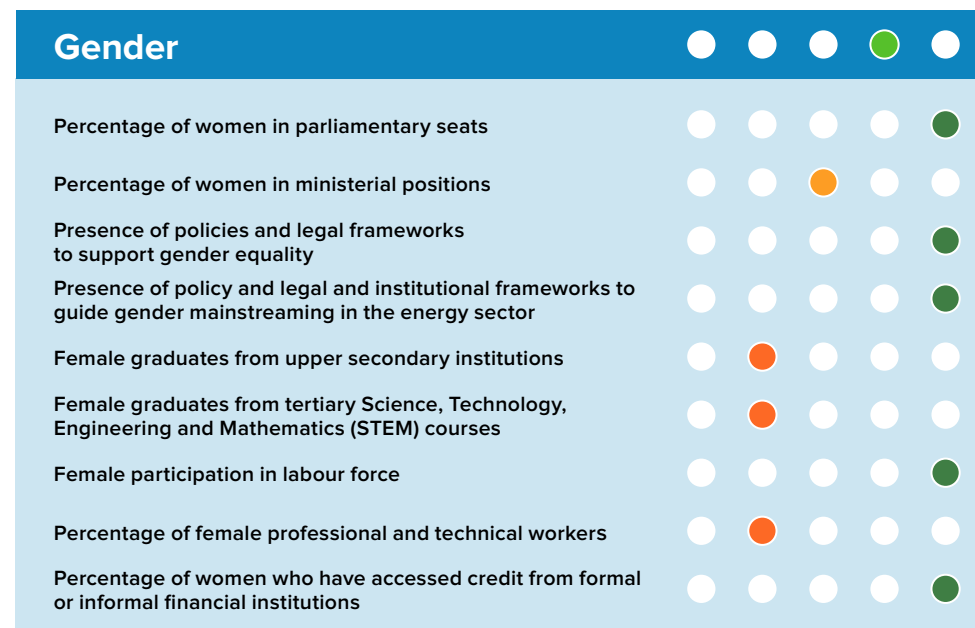 Gender
Percentage of women in parliamentary seats
Percentage of women in ministerial positions
Presence of policies and legal frameworks
to support gender equality
Presence of policy and legal and institutional frameworks to
guide gender mainstreaming in the energy sector
Female graduates from upper secondary institutions
Female graduates from tertiary Science, Technology,
Engineering and Mathematics (STEM) courses
Female participation in labour force
Percentage of female professional and technical workers
Percentage of women who have accessed credit from formal
or informal financial institutions